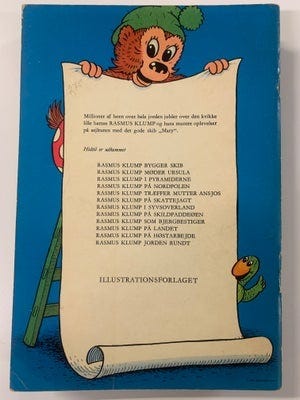 Millioner af børn over hele jorden jubler over den kvikke
lille bamse RASMUS KLUMP og hans muntre oplevelser
på sejlturen med det gode skib „Mary".
Hidtil er udkommet
RASMUS KLUMP BYGGER SKIB
RASMUS KLUMP MØDER URSULA
RASMUS KLUMP I PYRAMIDERNE
RASMUS KLUMP PÅ NORDPOLEN
RASMUS KLUMP TRÆFFER MUTTER ANSJOS
RASMUS KLUMP PÅ SKATTEJAGT
RASMUS KLUMP I SYVSOVERLAND
RASMUS KLUMP PÅ SKILDPADDEØEN
RASMUS KLUMP SOM BJERGBESTIGER
RASMUS KLUMP PÅ LANDET
RASMUS KLUMP PÅ HØSTARBEJDE
RASMUS KLUMP JORDEN RUNDT
ILLUSTRATIONSFORLAGET